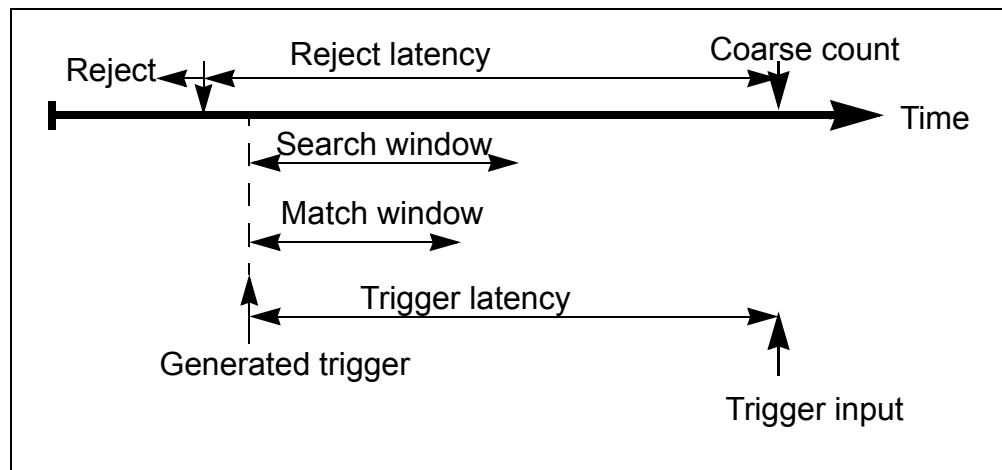 Coarse count
Reject
Reject latency
Time
Search window
Match window
Trigger latency
Generated trigger
Trigger input